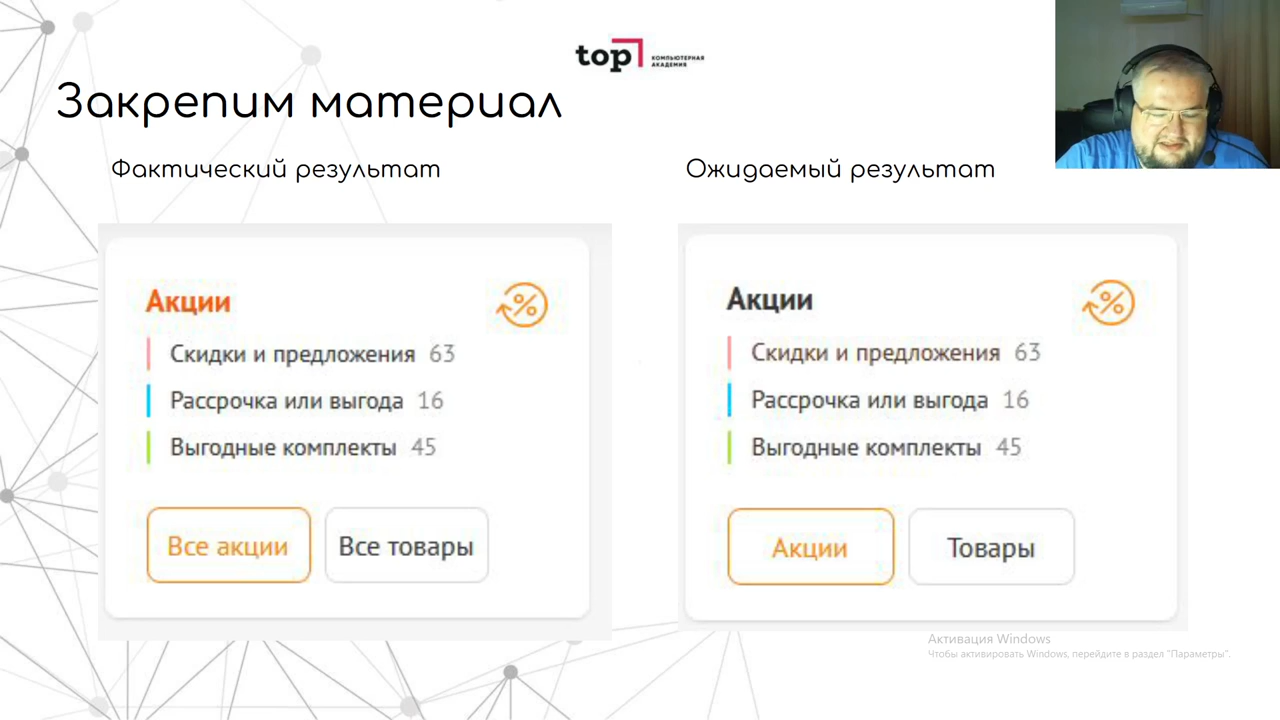 top КОМПЬЮТЕРНАЯ АКАДЕМИЯ
Закрепим материал
Фактический результат
Акции
Скидки и предложения 63
Рассрочка или выгода 16
Выгодные комплекты 45
Все акции
Все товары
Ожидаемый результат
Акции
Скидки и предложения 63
Рассрочка или выгода 16
Выгодные комплекты 45
Акции
Товары
Активация Windows
Чтобы активировать Windows, перейдите в раздел "Параметры".